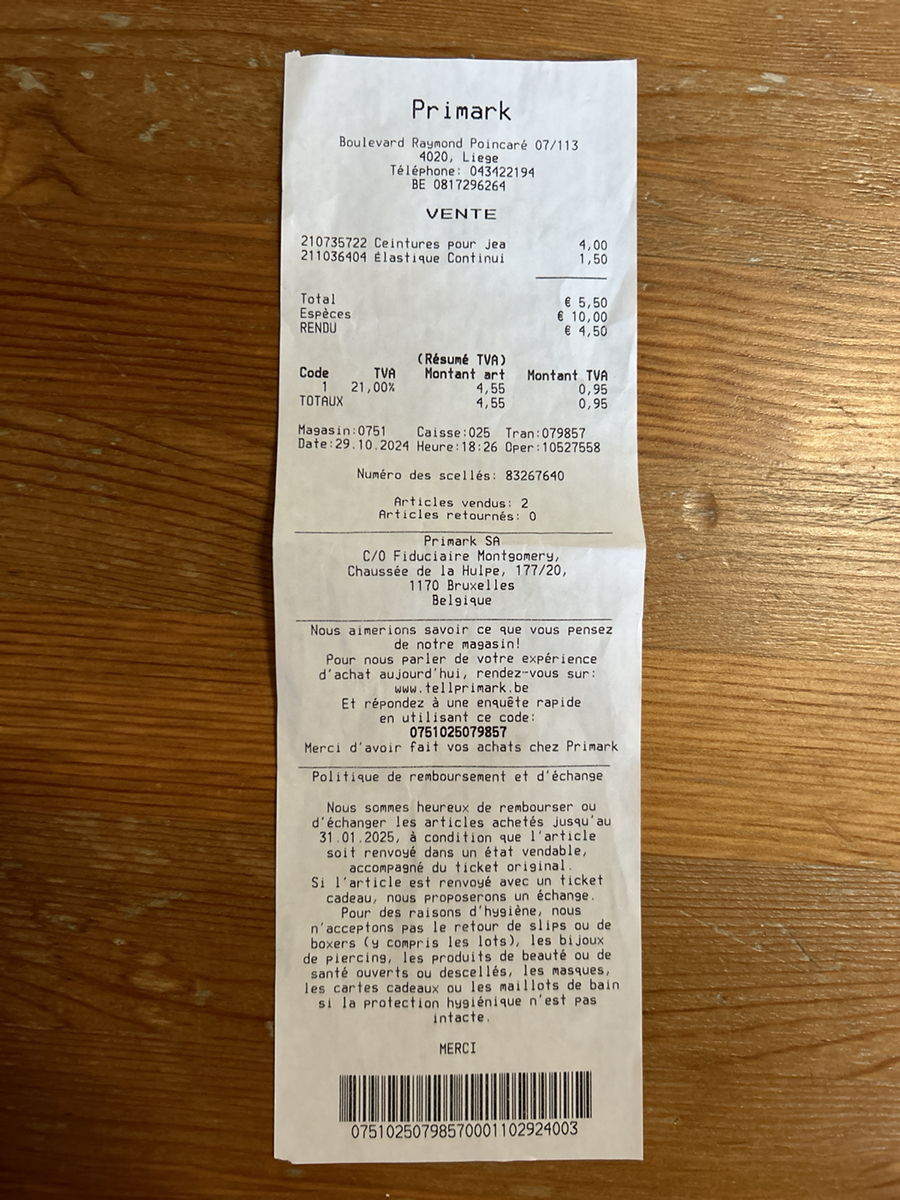 Primark
Boulevard Raymond Poincaré 07/113
4020, Liege
Téléphone: 043422194
BE 0817296264
VENTE
210735722 Ceintures pour jea 4,00
211036404 Élastique Continui 1,50
Total € 5,50
Espèces € 10,00
RENDU € 4,50
(Résumé TVA)
Code TVA Montant art Montant TVA
1 21,00% 4,55 0,95
TOTAUX 4,55 0,95
Magasin:0751 Caisse:025 Tran:079857
Date:29.10.2024 Heure:18:26 Oper:10527558
Numéro des scellés: 83267640
Articles vendus: 2
Articles retournés: 0
Primark SA
C/O Fiduciaire Montgomery,
Chaussée de la Hulpe, 177/20,
1170 Bruxelles
Belgique
Nous aimerions savoir ce que vous pensez
de notre magasin!
Pour nous parler de votre expérience
d'achat aujourd'hui, rendez-vous sur:
www.tellprimark.be
Et répondez à une enquête rapide
en utilisant ce code:
0751025079857
Merci d'avoir fait vos achats chez Primark
Politique de remboursement et d'échange
Nous sommes heureux de rembourser ou
d'échanger les articles achetés jusqu'au
31.01.2025, à condition que l'article
soit renvoyé dans un état vendable,
accompagné du ticket original.
Si l'article est renvoyé avec un ticket
cadeau, nous proposerons un échange.
Pour des raisons d'hygiène, nous
n'acceptons pas le retour de slips ou de
boxers (y compris les lots), les bijoux
de piercing, les produits de beauté ou de
santé ouverts ou descellés, les masques,
les cartes cadeaux ou les maillots de bain
si la protection hygiénique n'est pas
intacte.
MERCI
07510250798570001102924003